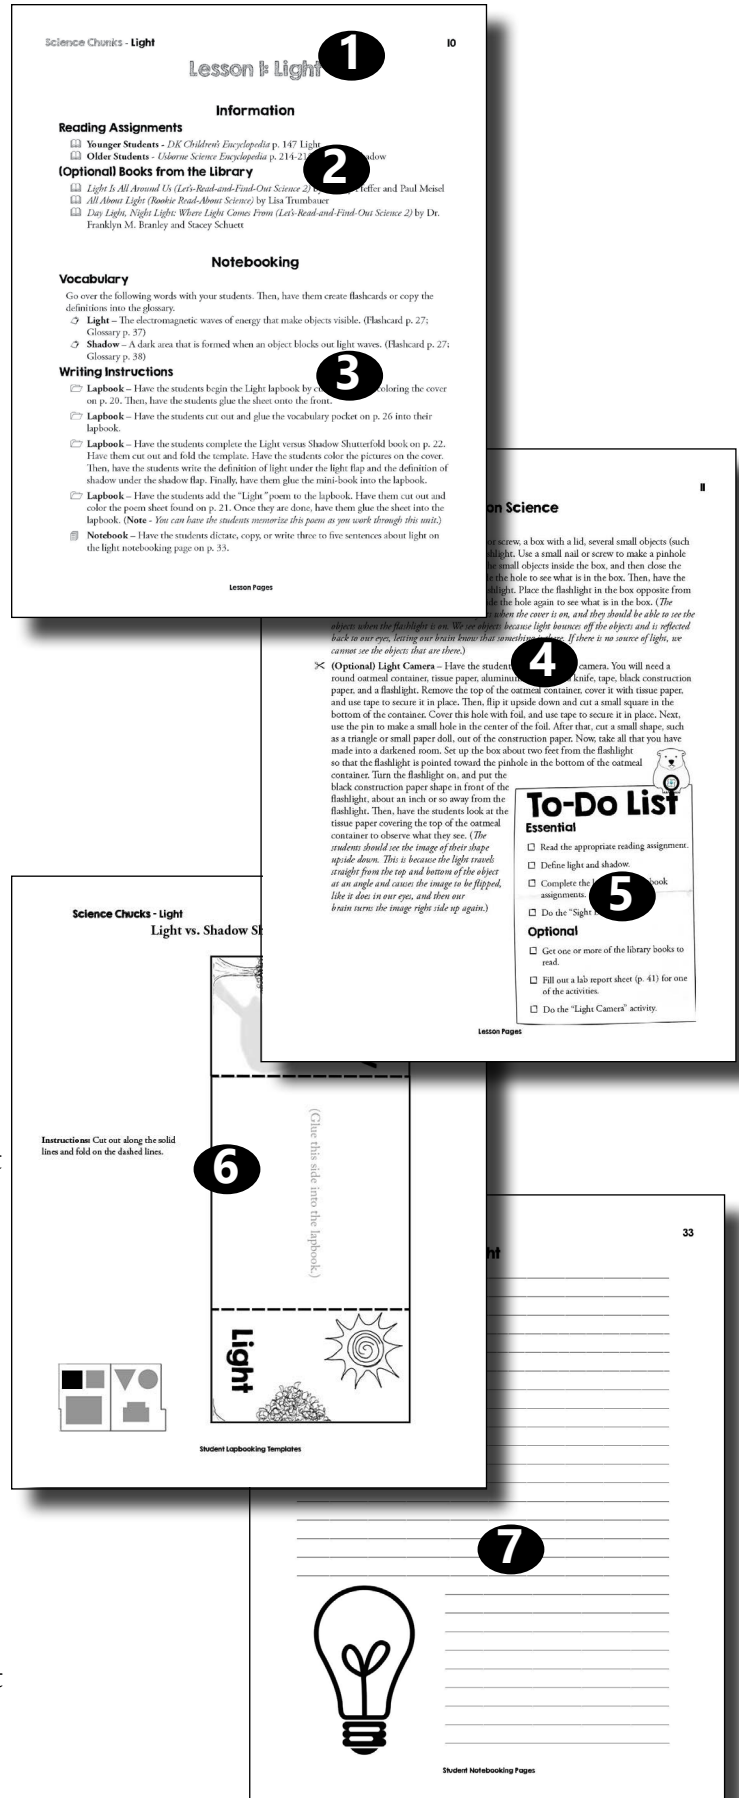 Science Chunks - Light
10
Lesson 1: Light
1
Information
Reading Assignments
Younger Students - DK Children's Encyclopedia p. 147 Light
Older Students - Usborne Science Encyclopedia p. 214-21 adow
2
(Optional) Books from the Library
Light Is All Around Us (Let's-Read-and-Find-Out Science 2) effer and Paul Meisel
All About Light (Rookie Read-About Science) by Lisa Trumbauer
Day Light, Night Light: Where Light Comes From (Let's-Read-and-Find-Out Science 2) by Dr.
Franklyn M. Branley and Stacey Schuett
Notebooking
Vocabulary
Go over the following words with your students. Then, have them create flashcards or copy the
definitions into the glossary.
Light – The electromagnetic waves of energy that make objects visible. (Flashcard p. 27;
Glossary p. 37)
Shadow – A dark area that is formed when an object blocks out light waves. (Flashcard p. 27;
Glossary p. 38)
Writing Instructions
3
Lapbook – Have the students begin the Light lapbook by coloring the cover
on p. 20. Then, have the students glue the sheet onto the front.
Lapbook – Have the students cut out and glue the vocabulary pocket on p. 26 into their
lapbook.
Lapbook – Have the students complete the Light versus Shadow Shutterfold book on p. 22.
Have them cut out and fold the template. Have the students color the pictures on the cover.
Then, have the students write the definition of light under the light flap and the definition of
shadow under the shadow flap. Finally, have them glue the mini-book into the lapbook.
Lapbook – Have the students add the "Light" poem to the lapbook. Have them cut out and
color the poem sheet found on p. 21. Once they are done, have them glue the sheet into the
lapbook. (Note - You can have the students memorize this poem as you work through this unit.)
Notebook – Have the students dictate, copy, or write three to five sentences about light on
the light notebooking page on p. 33.
Lesson Pages
11
on Science
or screw, a box with a lid, several small objects (such
shlight. Use a small nail or screw to make a pinhole
he small objects inside the box, and then close the
le the hole to see what is in the box. Then, have the
shlight. Place the flashlight in the box opposite from
de the hole again to see what is in the box. (The
when the cover is on, and they should be able to see the
objects when the flashlight is on. We see objects because light bounces off the objects and is reflected
back to our eyes, letting our brain know that something is there. If there is no source of light, we
cannot see the objects that are there.)
4
(Optional) Light Camera – Have the student camera. You will need a
round oatmeal container, tissue paper, aluminum knife, tape, black construction
paper, and a flashlight. Remove the top of the oatmeal container, cover it with tissue paper,
and use tape to secure it in place. Then, flip it upside down and cut a small square in the
bottom of the container. Cover this hole with foil, and use tape to secure it in place. Next,
use the pin to make a small hole in the center of the foil. After that, cut a small shape, such
as a triangle or small paper doll, out of the construction paper. Now, take all that you have
made into a darkened room. Set up the box about two feet from the flashlight
so that the flashlight is pointed toward the pinhole in the bottom of the oatmeal
container. Turn the flashlight on, and put the
black construction paper shape in front of the
flashlight, about an inch or so away from the
flashlight. Then, have the students look at the
tissue paper covering the top of the oatmeal
container to observe what they see. (The
students should see the image of their shape
upside down. This is because the light travels
straight from the top and bottom of the object
at an angle and causes the image to be flipped,
like it does in our eyes, and then our
brain turns the image right side up again.)
To-Do List
Essential
Read the appropriate reading assignment.
Define light and shadow.
Complete the book
assignments.
5
Do the "Sight
Optional
Get one or more of the library books to
read.
Fill out a lab report sheet (p. 41) for one
of the activities.
Do the "Light Camera" activity.
Lesson Pages
Science Chucks - Light
Light vs. Shadow Sh
Instructions: Cut out along the solid
lines and fold on the dashed lines.
6
(Glue this side into the lapbook.)
Light
Student Lapbooking Templates
33
ht
7
Student Notebooking Pages